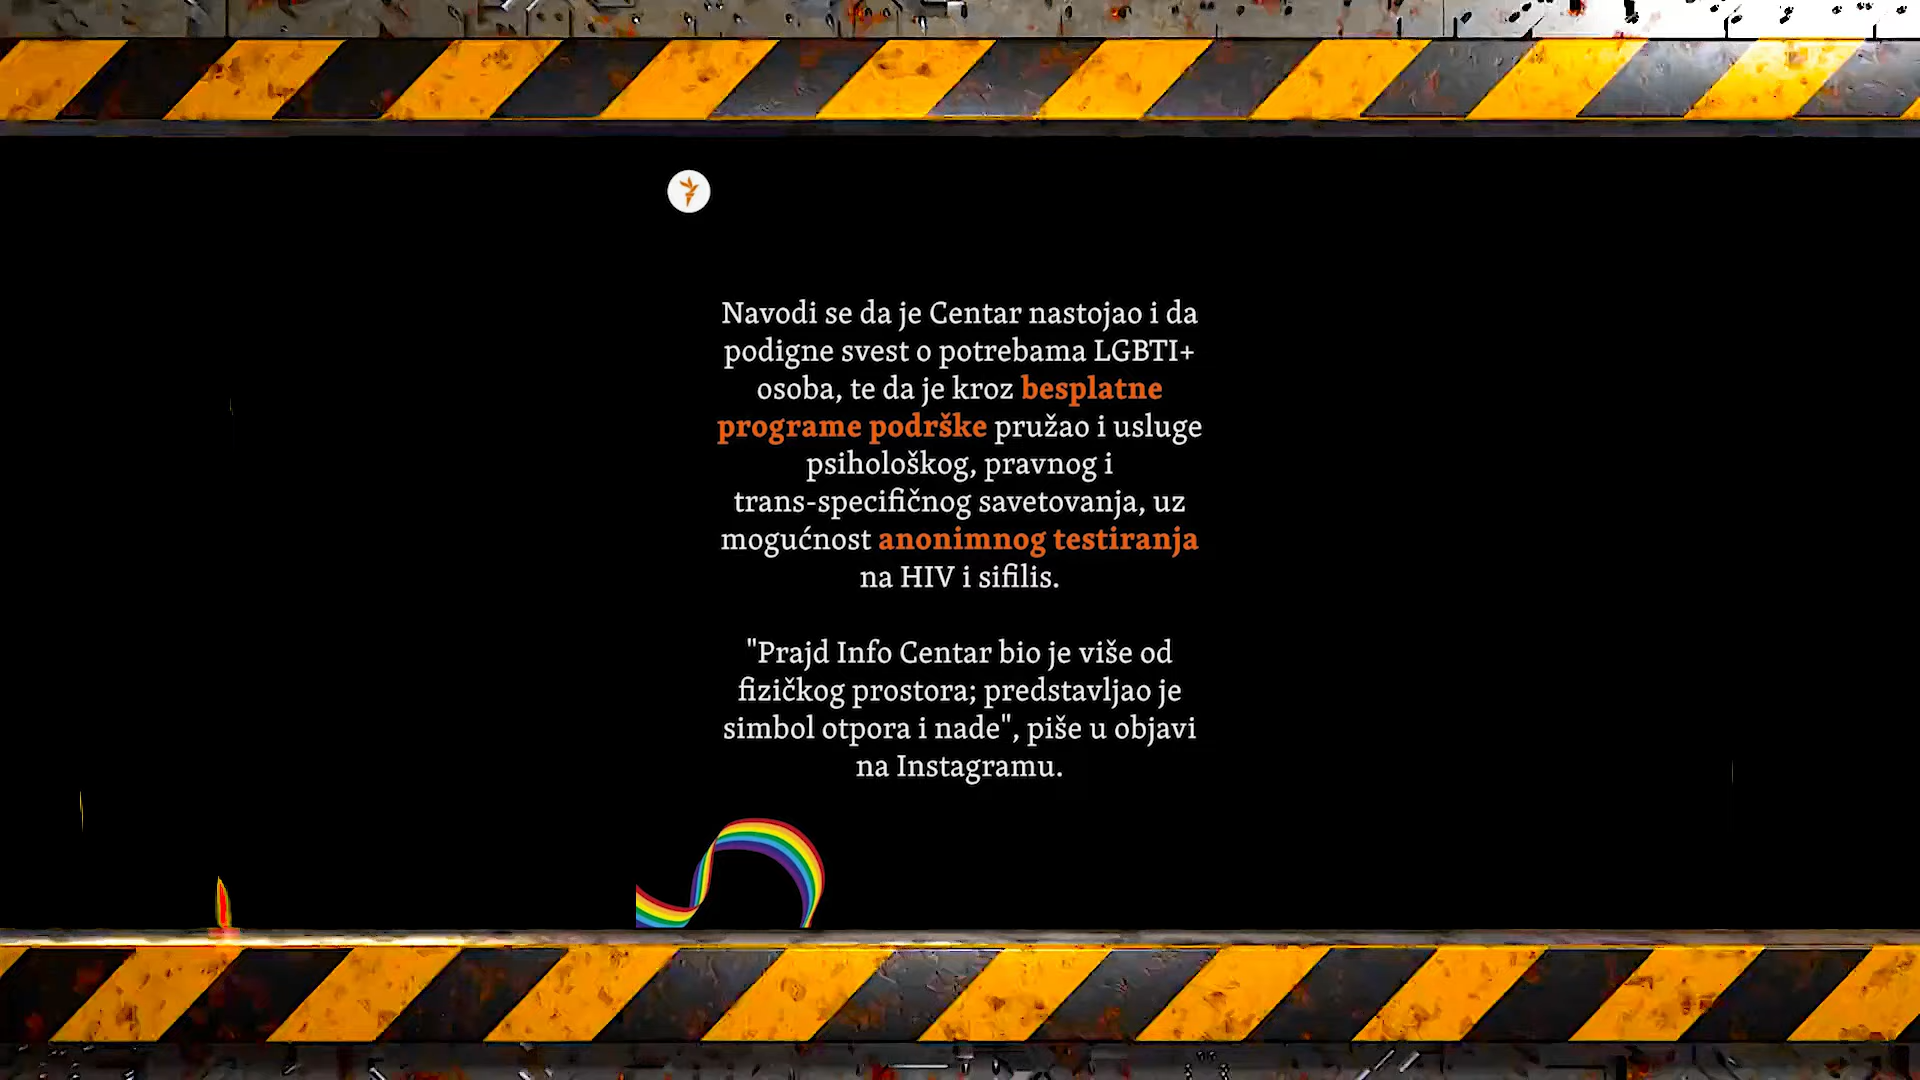 Navodi se da je Centar nastojao i da
podigne svest o potrebama LGBTI+
osoba, te da je kroz besplatne
programe podrške pružao i usluge
psihološkog, pravnog i
trans-specifičnog savetovanja, uz
mogućnost anonimnog testiranja
na HIV i sifilis.
"Prajd Info Centar bio je više od
fizičkog prostora; predstavljao je
simbol otpora i nade", piše u objavi
na Instagramu.